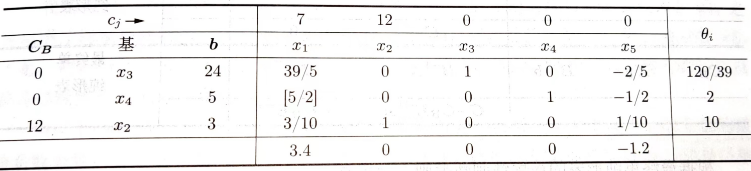 c_j → 7 12 0 0 0 θ_i
C_B 基 b x_1 x_2 x_3 x_4 x_5
0 x_3 24 39/5 0 1 0 −2/5 120/39
0 x_4 5 [5/2] 0 0 1 −1/2 2
12 x_2 3 3/10 1 0 0 1/10 10
3.4 0 0 0 −1.2